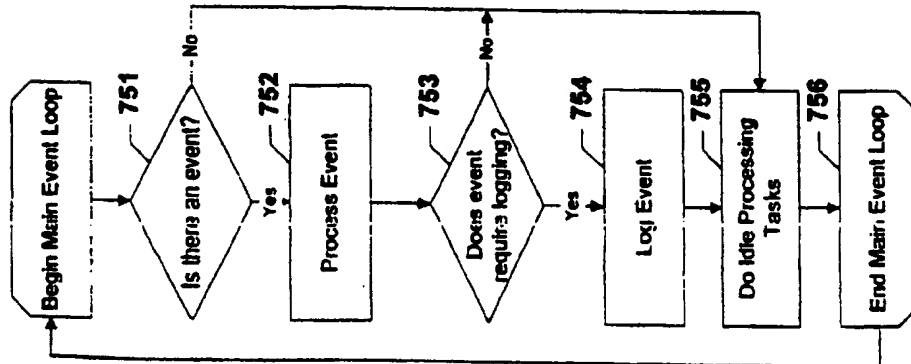 Begin Main Event Loop
751
Is there an event?
No
Yes
752
Process Event
753
Does event
require logging?
No
Yes
754
Log Event
755
Do Idle Processing
Tasks
756
End Main Event Loop